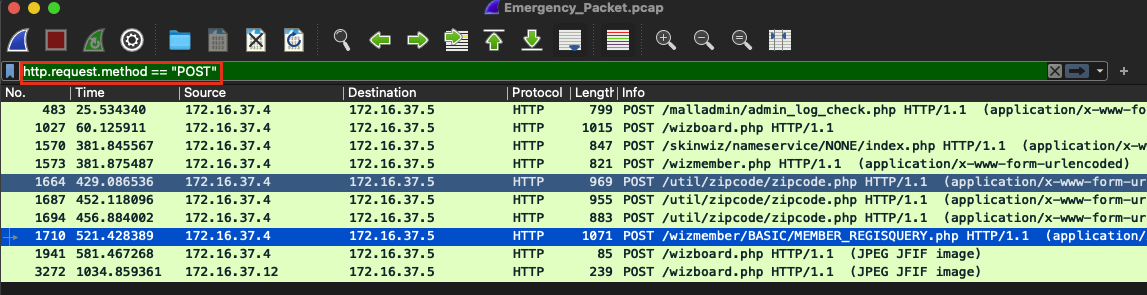 Emergency_Packet.pcap
http.request.method == "POST"
No. Time Source Destination Protocol Length Info
483 25.534340 172.16.37.4 172.16.37.5 HTTP 799 POST /malladmin/admin_log_check.php HTTP/1.1 (application/x-www-fo
1027 60.125911 172.16.37.4 172.16.37.5 HTTP 1015 POST /wizboard.php HTTP/1.1
1570 381.845567 172.16.37.4 172.16.37.5 HTTP 847 POST /skinwiz/nameservice/NONE/index.php HTTP/1.1 (application/x-w
1573 381.875487 172.16.37.4 172.16.37.5 HTTP 821 POST /wizmember.php HTTP/1.1 (application/x-www-form-urlencoded)
1664 429.086536 172.16.37.4 172.16.37.5 HTTP 969 POST /util/zipcode/zipcode.php HTTP/1.1 (application/x-www-form-ur
1687 452.118096 172.16.37.4 172.16.37.5 HTTP 955 POST /util/zipcode/zipcode.php HTTP/1.1 (application/x-www-form-ur
1694 456.884002 172.16.37.4 172.16.37.5 HTTP 883 POST /util/zipcode/zipcode.php HTTP/1.1 (application/x-www-form-ur
1710 521.428389 172.16.37.4 172.16.37.5 HTTP 1071 POST /wizmember/BASIC/MEMBER_REGISQUERY.php HTTP/1.1 (application/
1941 581.467268 172.16.37.4 172.16.37.5 HTTP 85 POST /wizboard.php HTTP/1.1 (JPEG JFIF image)
3272 1034.859361 172.16.37.12 172.16.37.5 HTTP 239 POST /wizboard.php HTTP/1.1 (JPEG JFIF image)